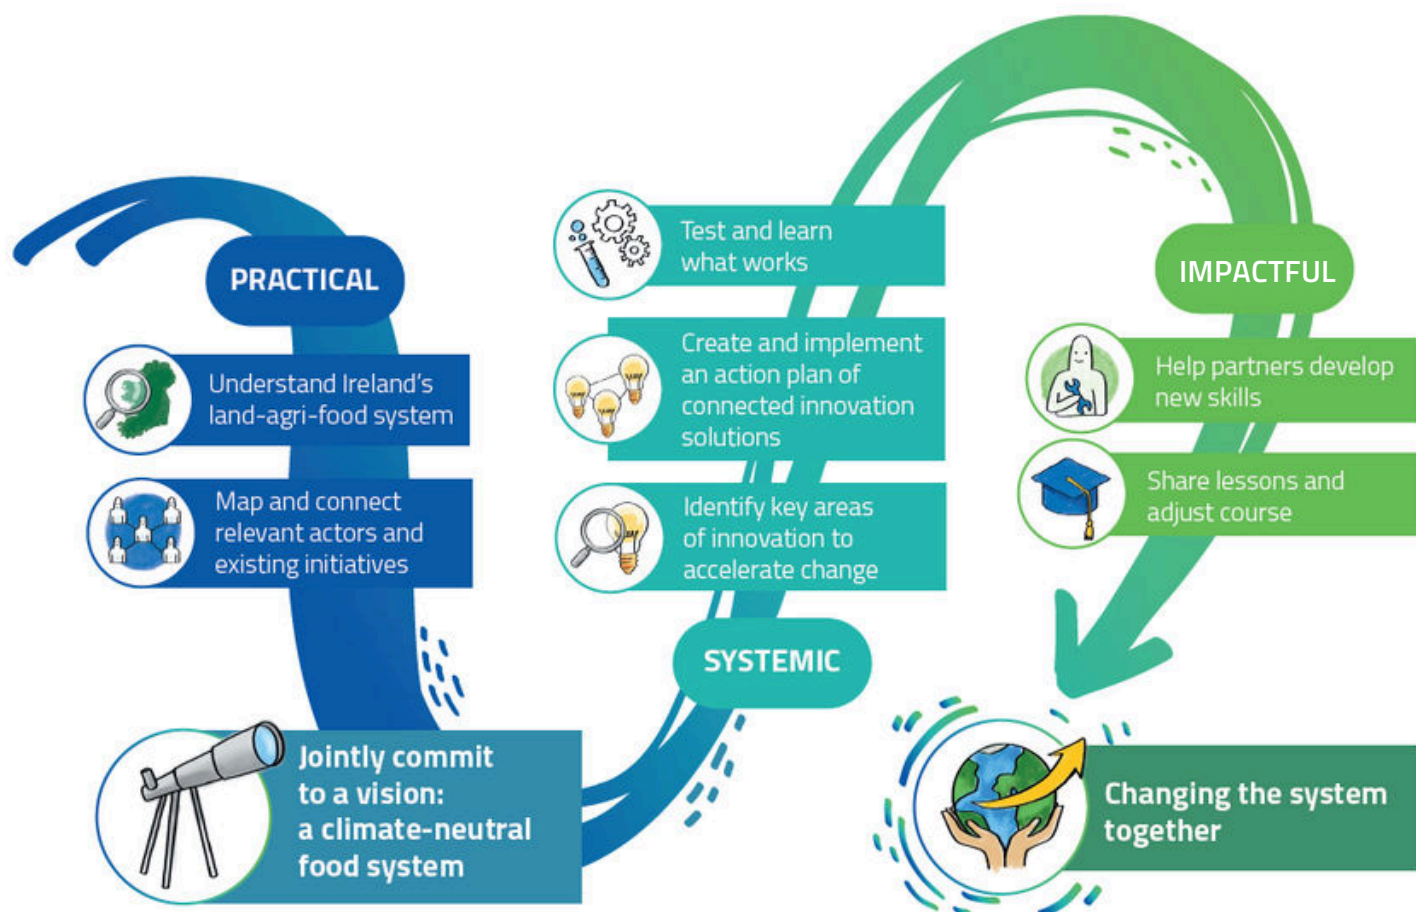 PRACTICAL
Understand Ireland's
land-agri-food system
Map and connect
relevant actors and
existing initiatives
Jointly commit
to a vision:
a climate-neutral
food system
Test and learn
what works
Create and implement
an action plan of
connected innovation
solutions
Identify key areas
of innovation to
accelerate change
SYSTEMIC
IMPACTFUL
Help partners develop
new skills
Share lessons and
adjust course
Changing the system
together